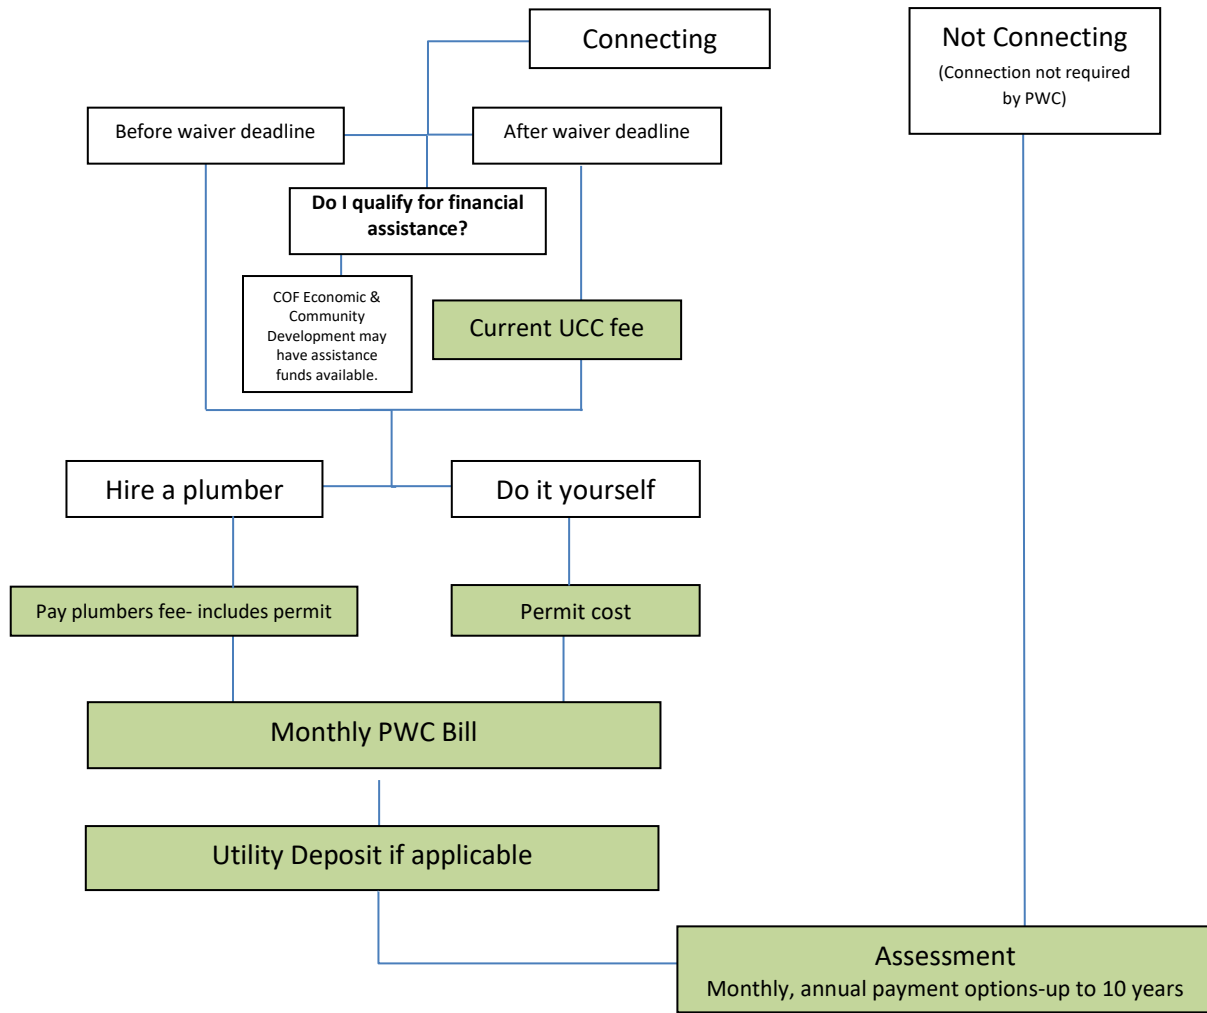 Connecting
Not Connecting
(Connection not required
by PWC)
Before waiver deadline
After waiver deadline
Do I qualify for financial
assistance?
COF Economic &
Community
Development may
have assistance
funds available.
Current UCC fee
Hire a plumber
Do it yourself
Pay plumbers fee- includes permit
Permit cost
Monthly PWC Bill
Utility Deposit if applicable
Assessment
Monthly, annual payment options-up to 10 years